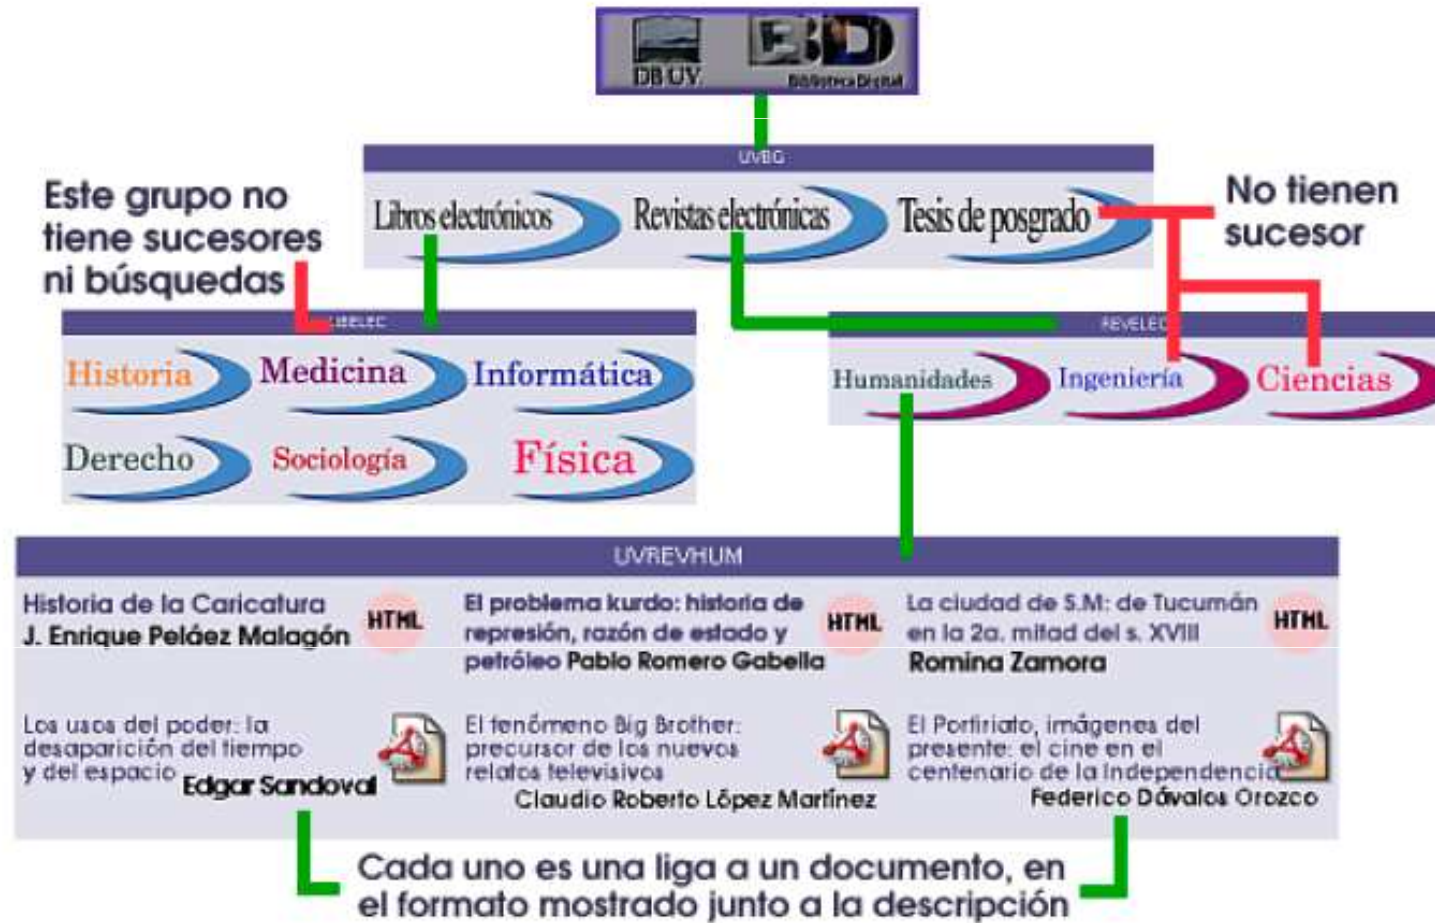 BD
DB UV.
Biblioteca Digital
UVBG
Este grupo no
tiene sucesores
ni búsquedas
Libros electrónicos
Revistas electrónicas
Tesis de posgrado
No tienen
sucesor
LIBELEC
Historia
Medicina
Informática
Derecho
Sociología
Física
REVELEC
Humanidades
Ingeniería
Ciencias
UVREVHUM
Historia de la Caricatura
J. Enrique Peláez Malagón
HTML
El problema kurdo: historia de
represión, razón de estado y
petróleo Pablo Romero Gabella
HTML
La ciudad de S.M: de Tucumán
en la 2a. mitad del s. XVIII
Romina Zamora
HTML
Los usos del poder: la
desaparición del tiempo
y del espacio
Edgar Sandoval
El fenómeno Big Brother:
precursor de los nuevos
relatos televisivos
Claudio Roberto López Martínez
El Porfiriato, imágenes del
presente: el cine en el
centenario de la Independencia
Federico Dávalos Orozco
Cada uno es una liga a un documento, en
el formato mostrado junto a la descripción